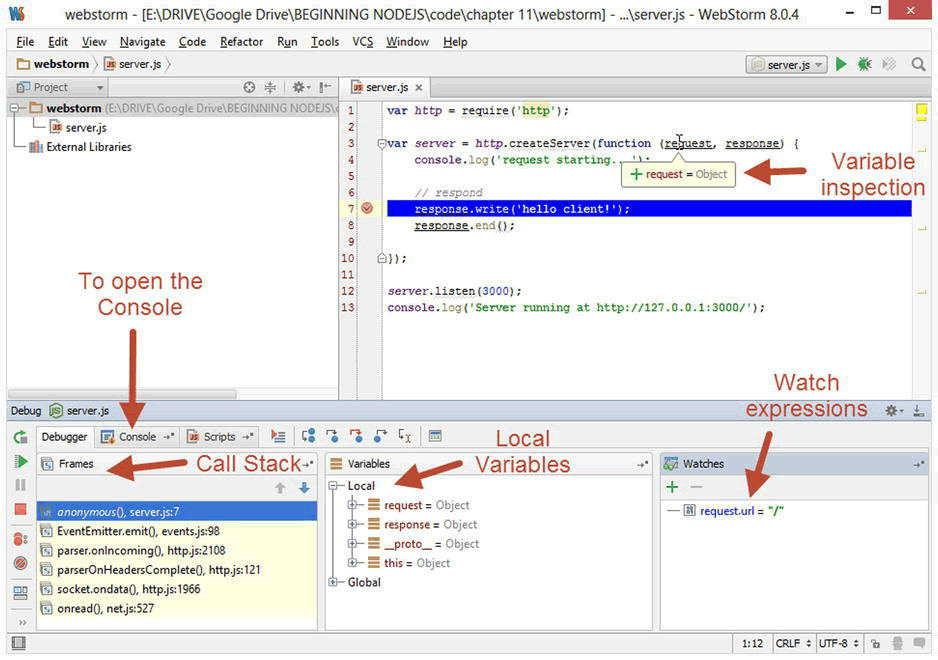 webstorm - [E:\DRIVE\Google Drive\BEGINNING NODEJS\code\chapter 11\webstorm] - ...\server.js - WebStorm 8.0.4
File Edit View Navigate Code Refactor Run Tools VCS Window Help
webstorm server.js server.js
Project server.js
webstorm (E:\DRIVE\Google Drive\BEGINNING NODEJS\
server.js
External Libraries
1 var http = require('http');
2
3 var server = http.createServer(function (request, response) {
4 console.log('request starting...');
5
6 // respond
7 response.write('hello client!');
8 response.end();
9
10 });
11
12 server.listen(3000);
13 console.log('Server running at http://127.0.0.1:3000/');
request = Object
Variable
inspection
To open the
Console
Watch
expressions
Debug server.js
Debugger Console Scripts
Local
Variables
Frames
Call Stack
anonymous(), server.js:7
EventEmitter.emit(), events.js:98
parser.onIncoming(), http.js:2108
parserOnHeadersComplete(), http.js:121
socket.ondata(), http.js:1966
onread(), net.js:527
Variables
Local
request = Object
response = Object
__proto__ = Object
this = Object
Global
Watches
request.url = "/"
1:12 CRLF UTF-8